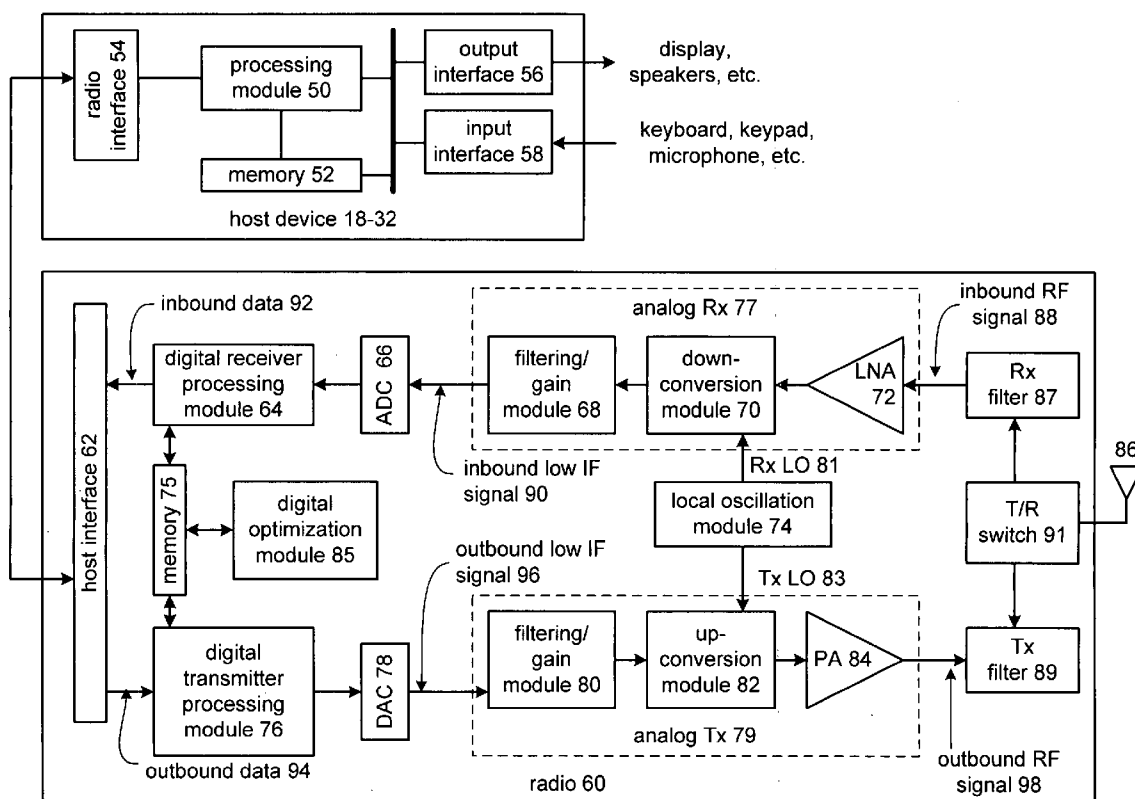 radio
interface 54
processing
module 50
memory 52
output
interface 56
input
interface 58
display,
speakers, etc.
keyboard, keypad,
microphone, etc.
host device 18-32
inbound data 92
analog Rx 77
inbound RF
signal 88
host interface 62
digital receiver
processing
module 64
ADC 66
filtering/
gain
module 68
down-
conversion
module 70
LNA
72
Rx
filter 87
86
inbound low IF
signal 90
Rx LO 81
memory 75
digital
optimization
module 85
local oscillation
module 74
T/R
switch 91
outbound low IF
signal 96
Tx LO 83
digital
transmitter
processing
module 76
DAC 78
filtering/
gain
module 80
up-
conversion
module 82
PA 84
Tx
filter 89
analog Tx 79
outbound data 94
outbound RF
signal 98
radio 60